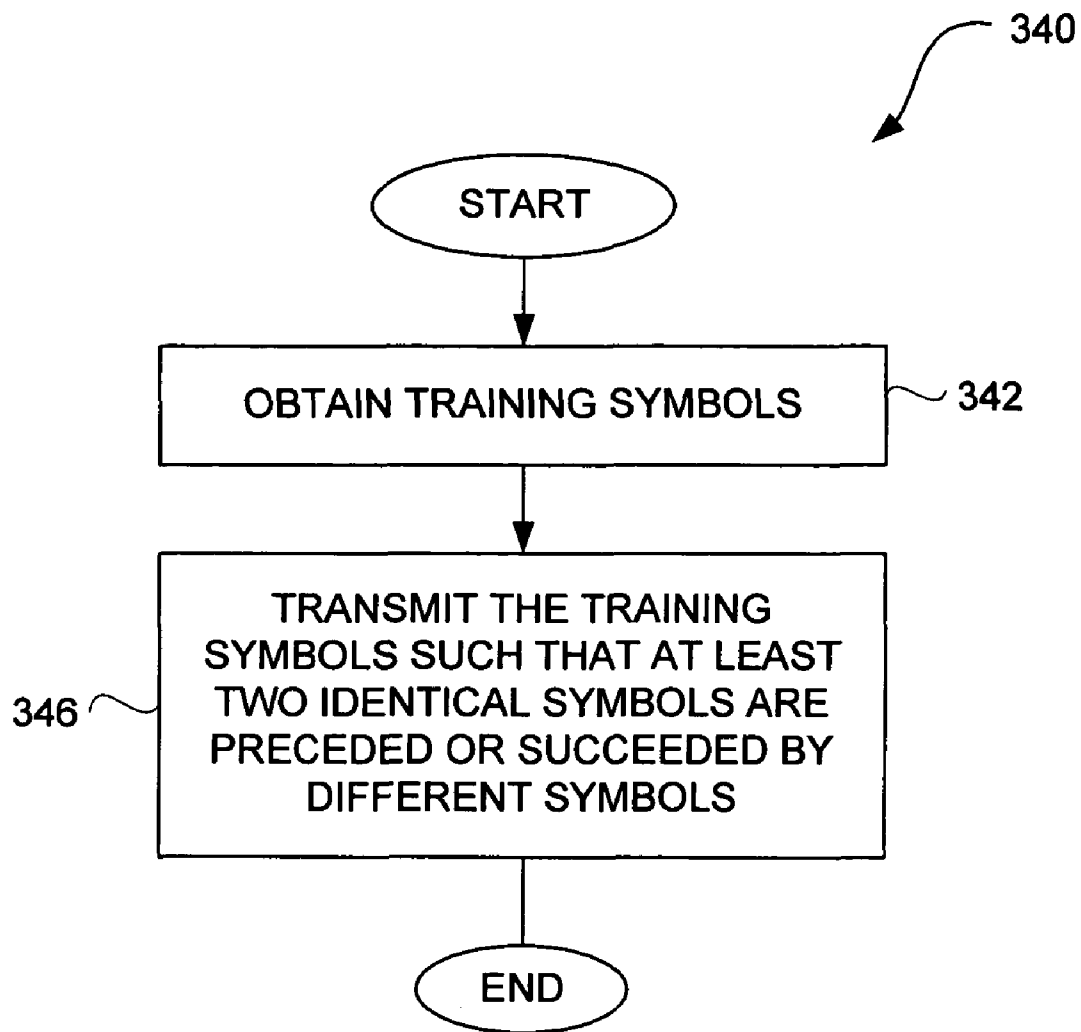 340
START
OBTAIN TRAINING SYMBOLS
342
TRANSMIT THE TRAINING
SYMBOLS SUCH THAT AT LEAST
TWO IDENTICAL SYMBOLS ARE
PRECEDED OR SUCCEEDED BY
DIFFERENT SYMBOLS
346
END